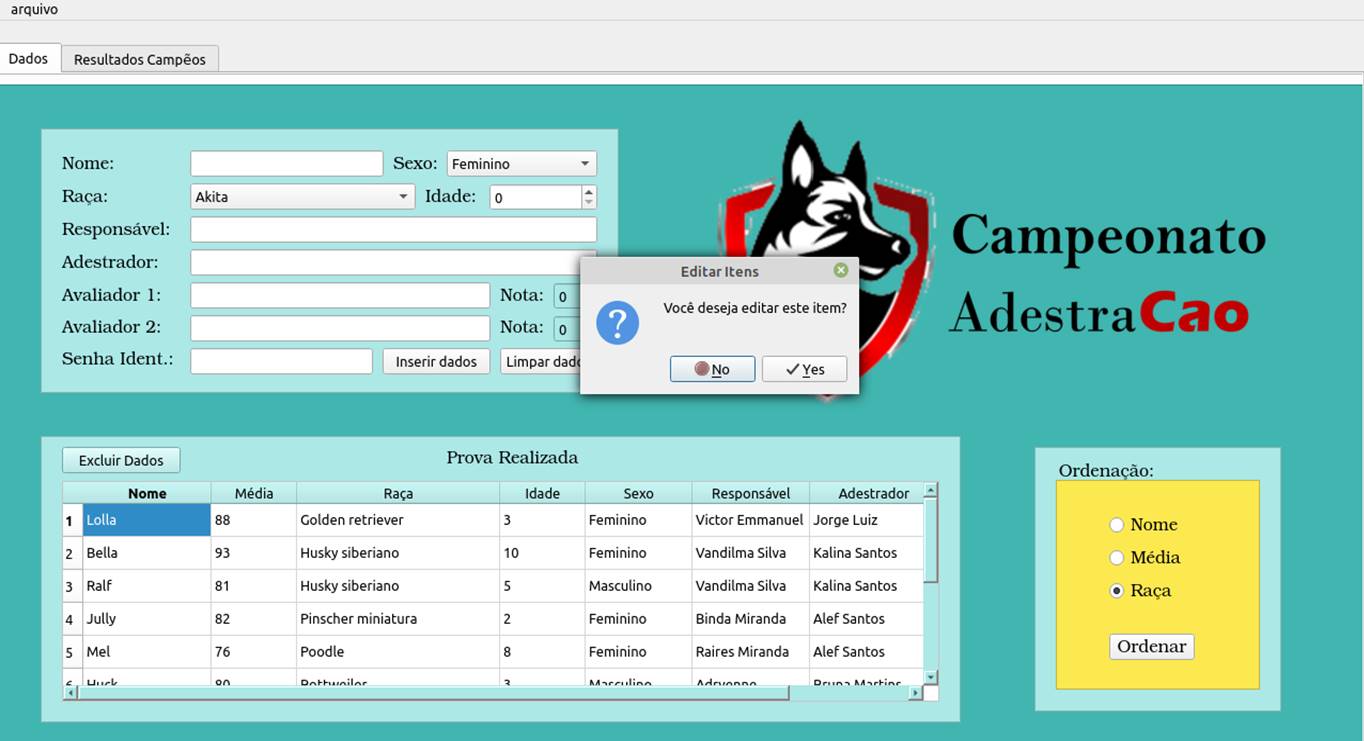 arquivo
Dados Resultados Campẽos
Nome: Sexo: Feminino
Raça: Akita Idade: 0
Responsável:
Adestrador:
Avaliador 1: Nota: 0
Avaliador 2: Nota: 0
Senha Ident.: Inserir dados Limpar dado
Campeonato
AdestraCao
Editar Itens
Você deseja editar este item?
No Yes
Excluir Dados Prova Realizada
Nome Média Raça Idade Sexo Responsável Adestrador
1 Lolla 88 Golden retriever 3 Feminino Victor Emmanuel Jorge Luiz
2 Bella 93 Husky siberiano 10 Feminino Vandilma Silva Kalina Santos
3 Ralf 81 Husky siberiano 5 Masculino Vandilma Silva Kalina Santos
4 Jully 82 Pinscher miniatura 2 Feminino Binda Miranda Alef Santos
5 Mel 76 Poodle 8 Feminino Raires Miranda Alef Santos
6 Huck 80 Rottweiler 3 Masculino Adryenne Bruna Martins
Ordenação:
Nome
Média
Raça
Ordenar